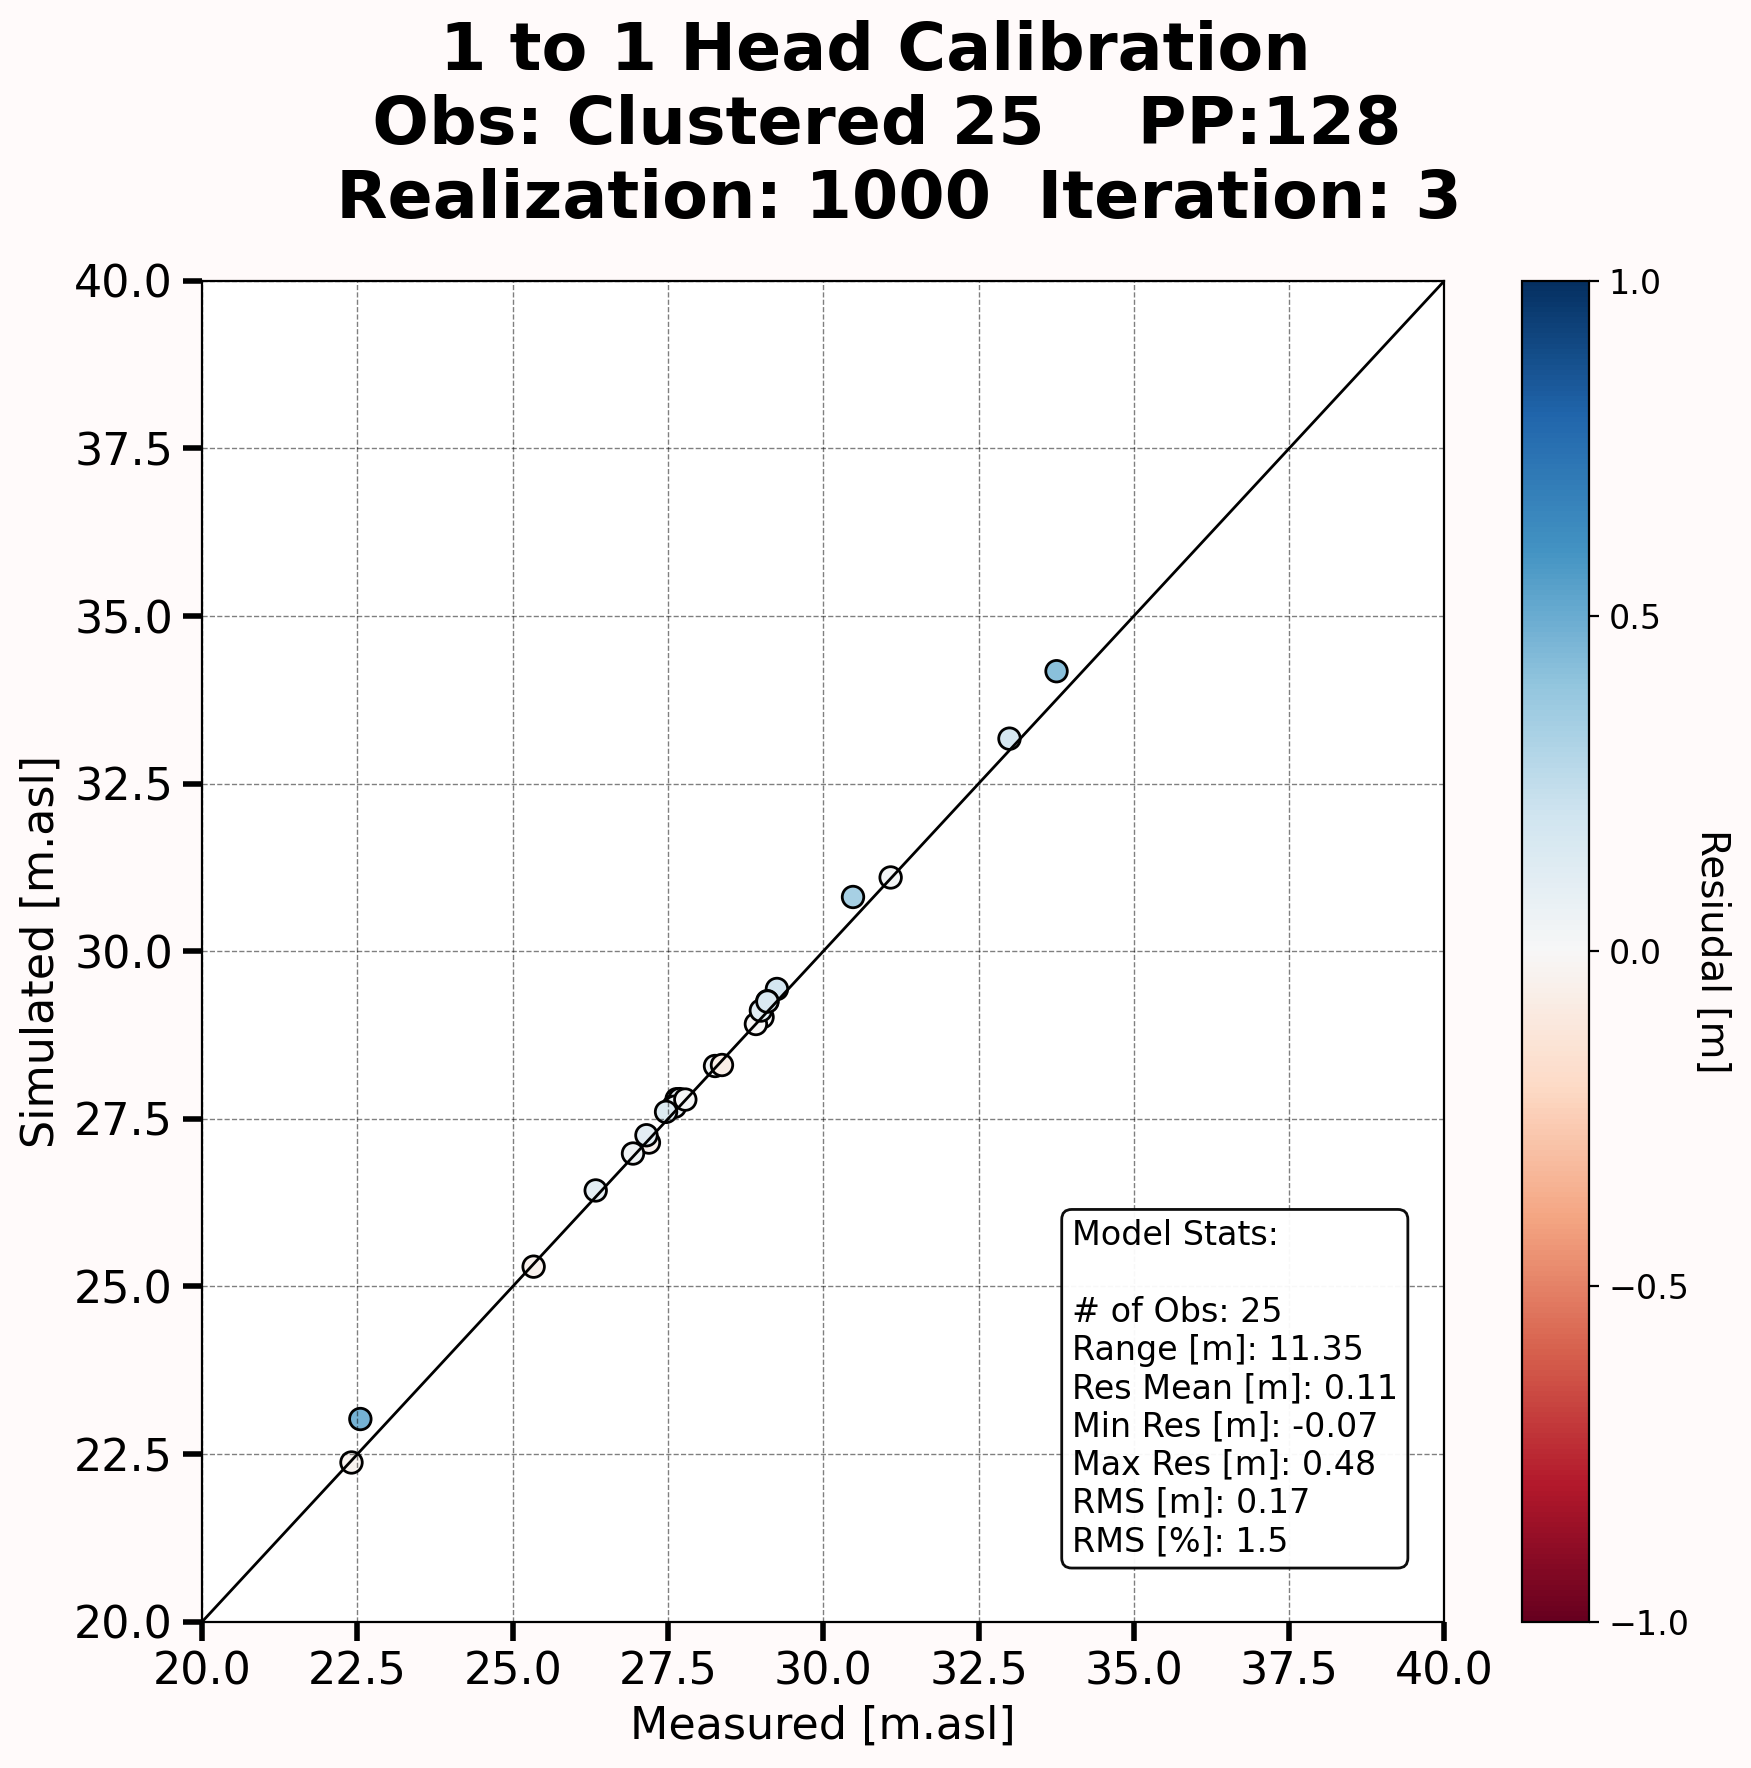 1 to 1 Head Calibration
Obs: Clustered 25    PP:128
Realization: 1000  Iteration: 3
40.0
37.5
35.0
32.5
30.0
27.5
25.0
22.5
20.0
Simulated [m.asl]
20.0 22.5 25.0 27.5 30.0 32.5 35.0 37.5 40.0
Measured [m.asl]
Model Stats:
# of Obs: 25
Range [m]: 11.35
Res Mean [m]: 0.11
Min Res [m]: -0.07
Max Res [m]: 0.48
RMS [m]: 0.17
RMS [%]: 1.5
1.0
0.5
0.0
−0.5
−1.0
Resiudal [m]